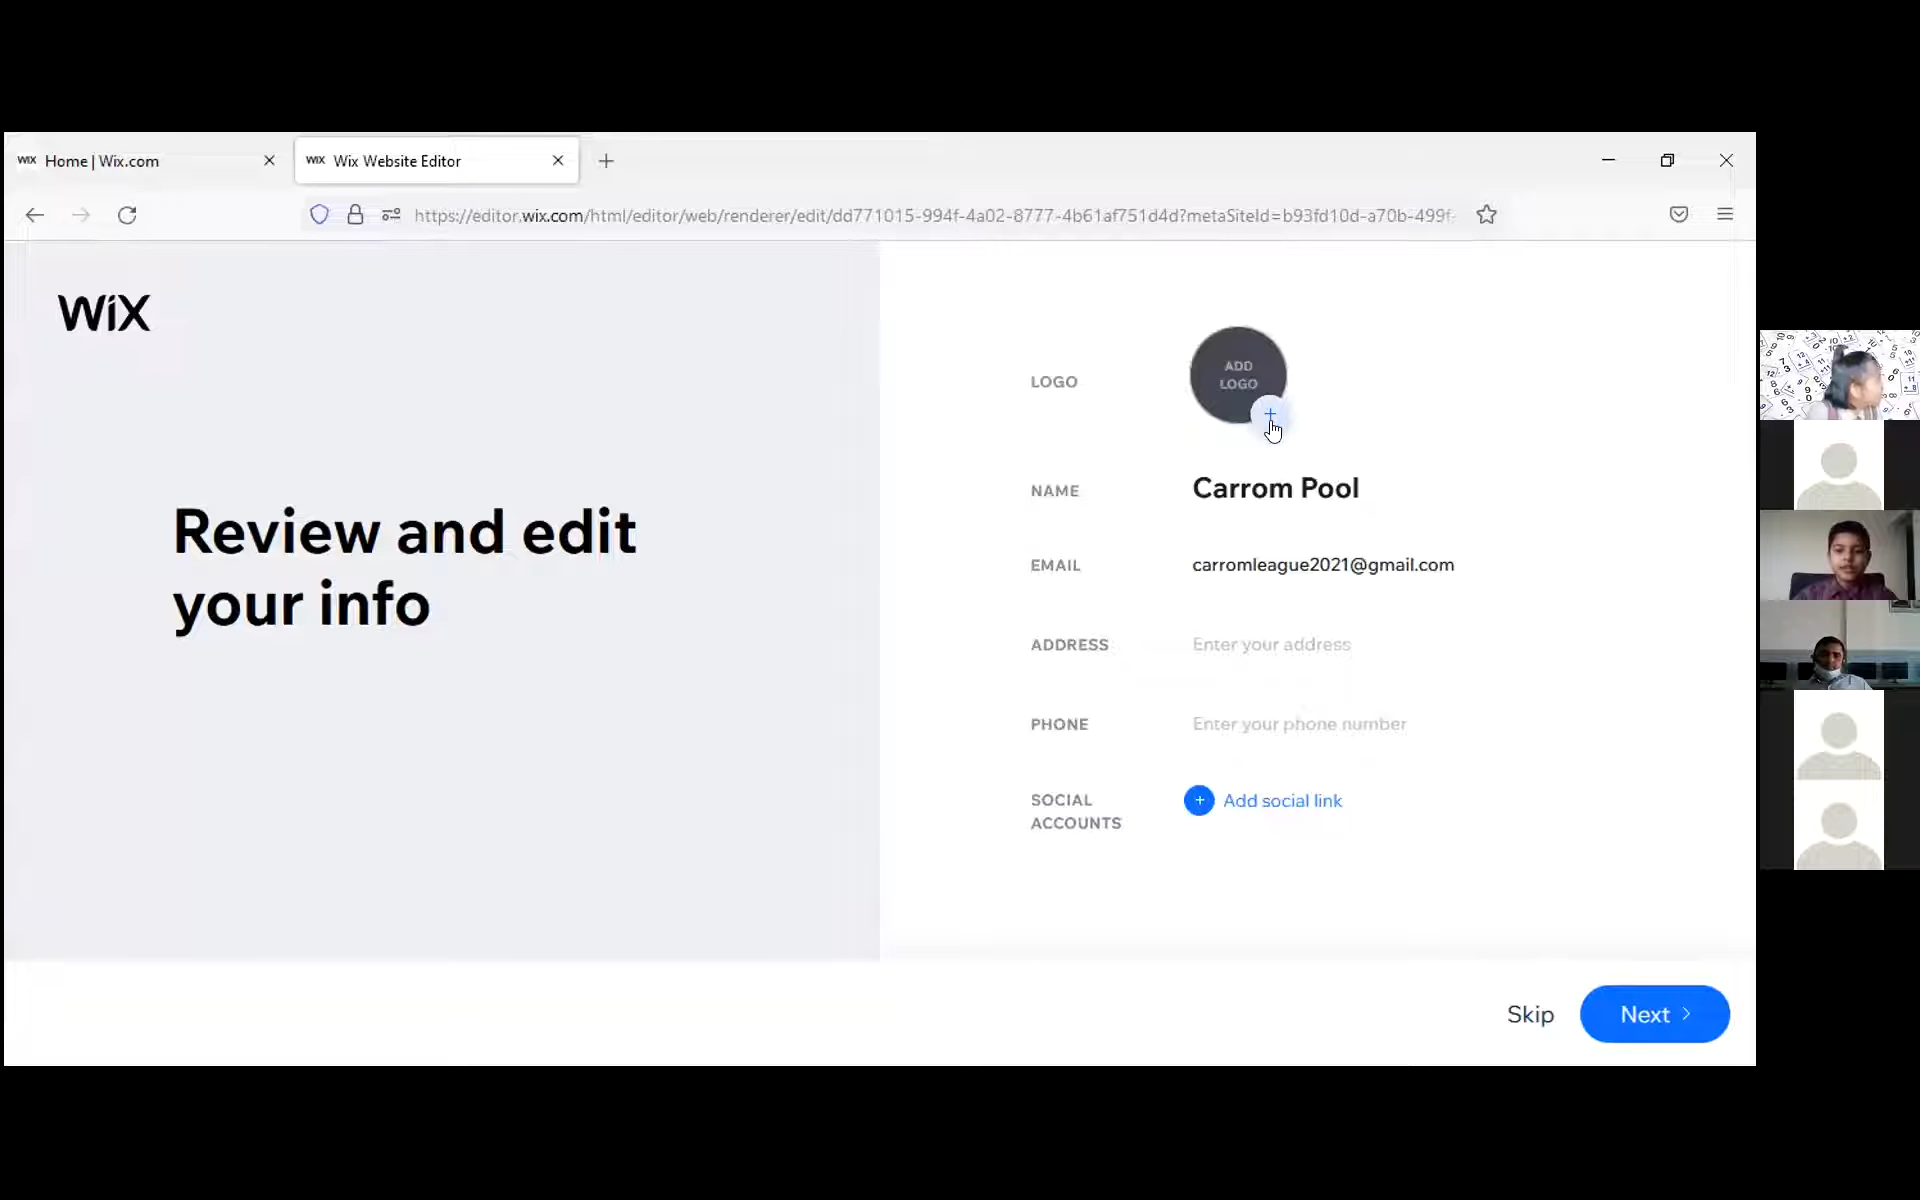 WiX Home | Wix.com
WiX Wix Website Editor
https://editor.wix.com/html/editor/web/renderer/edit/dd771015-994f-4a02-8777-4b61af751d4d?metaSiteId=b93fd10d-a70b-499f-
WiX
Review and edit
your info
LOGO
ADD
LOGO
NAME
Carrom Pool
EMAIL
carromleague2021@gmail.com
ADDRESS
Enter your address
PHONE
Enter your phone number
SOCIAL
ACCOUNTS
Add social link
Skip
Next